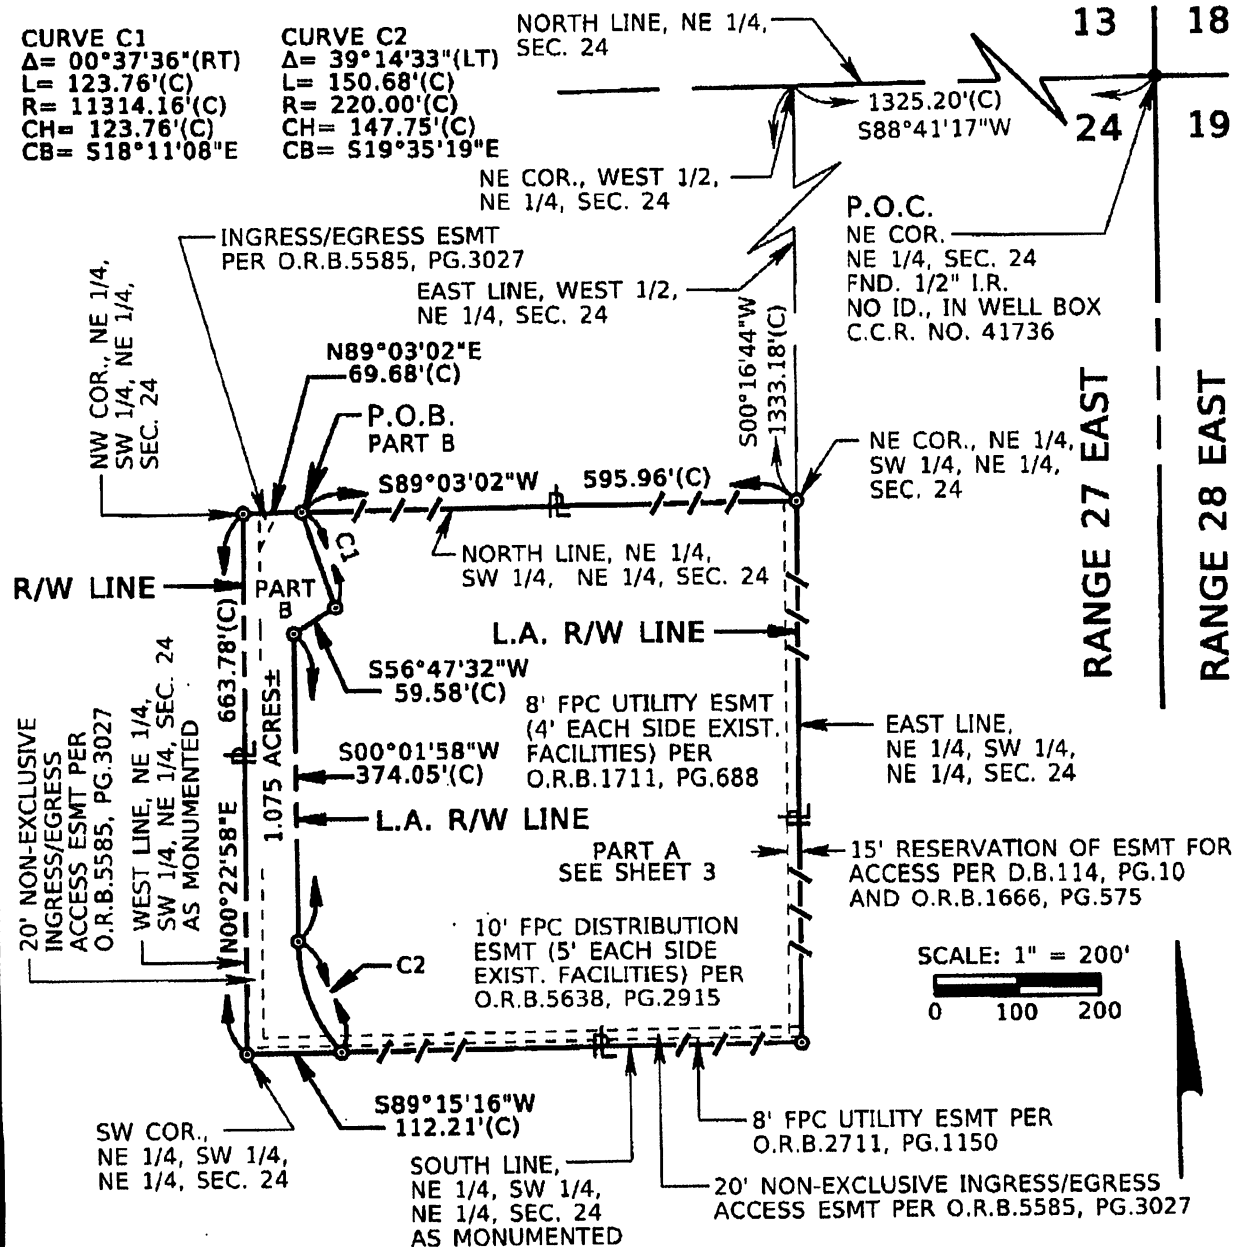 CURVE C1
Δ= 00°37'36"(RT)
L= 123.76'(C)
R= 11314.16'(C)
CH= 123.76'(C)
CB= S18°11'08"E
CURVE C2
Δ= 39°14'33"(LT)
L= 150.68'(C)
R= 220.00'(C)
CH= 147.75'(C)
CB= S19°35'19"E
NORTH LINE, NE 1/4,
SEC. 24
13
18
24
19
1325.20'(C)
S88°41'17"W
NE COR., WEST 1/2,
NE 1/4, SEC. 24
P.O.C.
NE COR.
NE 1/4, SEC. 24
FND. 1/2" I.R.
NO ID., IN WELL BOX
C.C.R. NO. 41736
INGRESS/EGRESS ESMT
PER O.R.B.5585, PG.3027
EAST LINE, WEST 1/2,
NE 1/4, SEC. 24
S00°16'44"W
1333.18'(C)
NW COR., NE 1/4,
SW 1/4, NE 1/4,
SEC. 24
N89°03'02"E
69.68'(C)
P.O.B.
PART B
S89°03'02"W
595.96'(C)
NE COR., NE 1/4,
SW 1/4, NE 1/4,
SEC. 24
RANGE 27 EAST
RANGE 28 EAST
C1
NORTH LINE, NE 1/4,
SW 1/4, NE 1/4, SEC. 24
R/W LINE
PART
B
L.A. R/W LINE
S56°47'32"W
59.58'(C)
663.78'(C)
N00°22'58"E
1.075 ACRES±
8' FPC UTILITY ESMT
(4' EACH SIDE EXIST.
FACILITIES) PER
O.R.B.1711, PG.688
EAST LINE,
NE 1/4, SW 1/4,
NE 1/4, SEC. 24
S00°01'58"W
374.05'(C)
L.A. R/W LINE
20' NON-EXCLUSIVE
INGRESS/EGRESS
ACCESS ESMT PER
O.R.B.5585, PG.3027
WEST LINE, NE 1/4,
SW 1/4, NE 1/4, SEC. 24
AS MONUMENTED
PART A
SEE SHEET 3
15' RESERVATION OF ESMT FOR
ACCESS PER D.B.114, PG.10
AND O.R.B.1666, PG.575
10' FPC DISTRIBUTION
ESMT (5' EACH SIDE
EXIST. FACILITIES) PER
O.R.B.5638, PG.2915
C2
SCALE: 1" = 200'
0 100 200
S89°15'16"W
112.21'(C)
SW COR.,
NE 1/4, SW 1/4,
NE 1/4, SEC. 24
SOUTH LINE,
NE 1/4, SW 1/4,
NE 1/4, SEC. 24
AS MONUMENTED
8' FPC UTILITY ESMT PER
O.R.B.2711, PG.1150
20' NON-EXCLUSIVE INGRESS/EGRESS
ACCESS ESMT PER O.R.B.5585, PG.3027